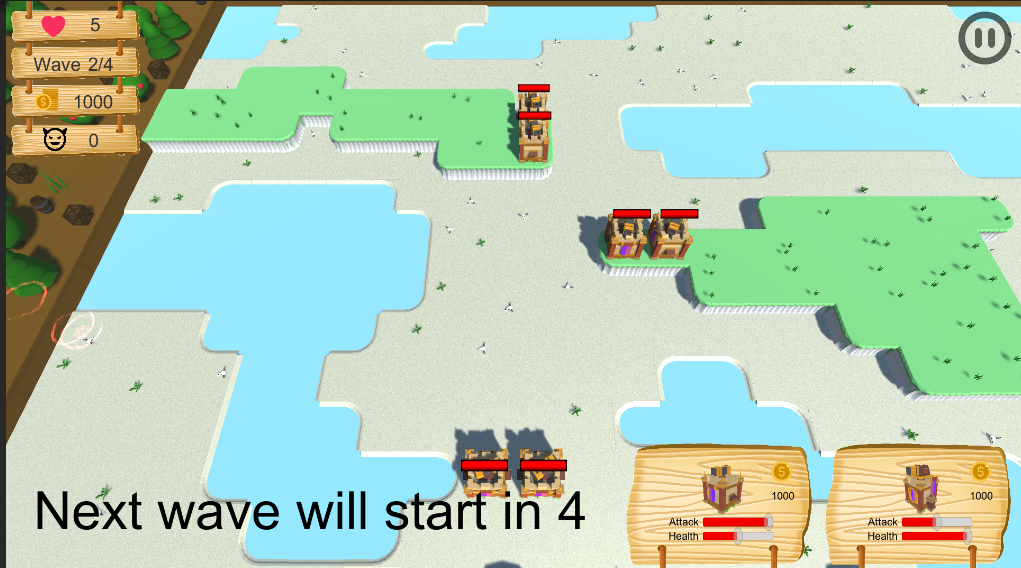 5
Wave 2/4
1000
0
Next wave will start in 4
1000
Attack
Health
1000
Attack
Health